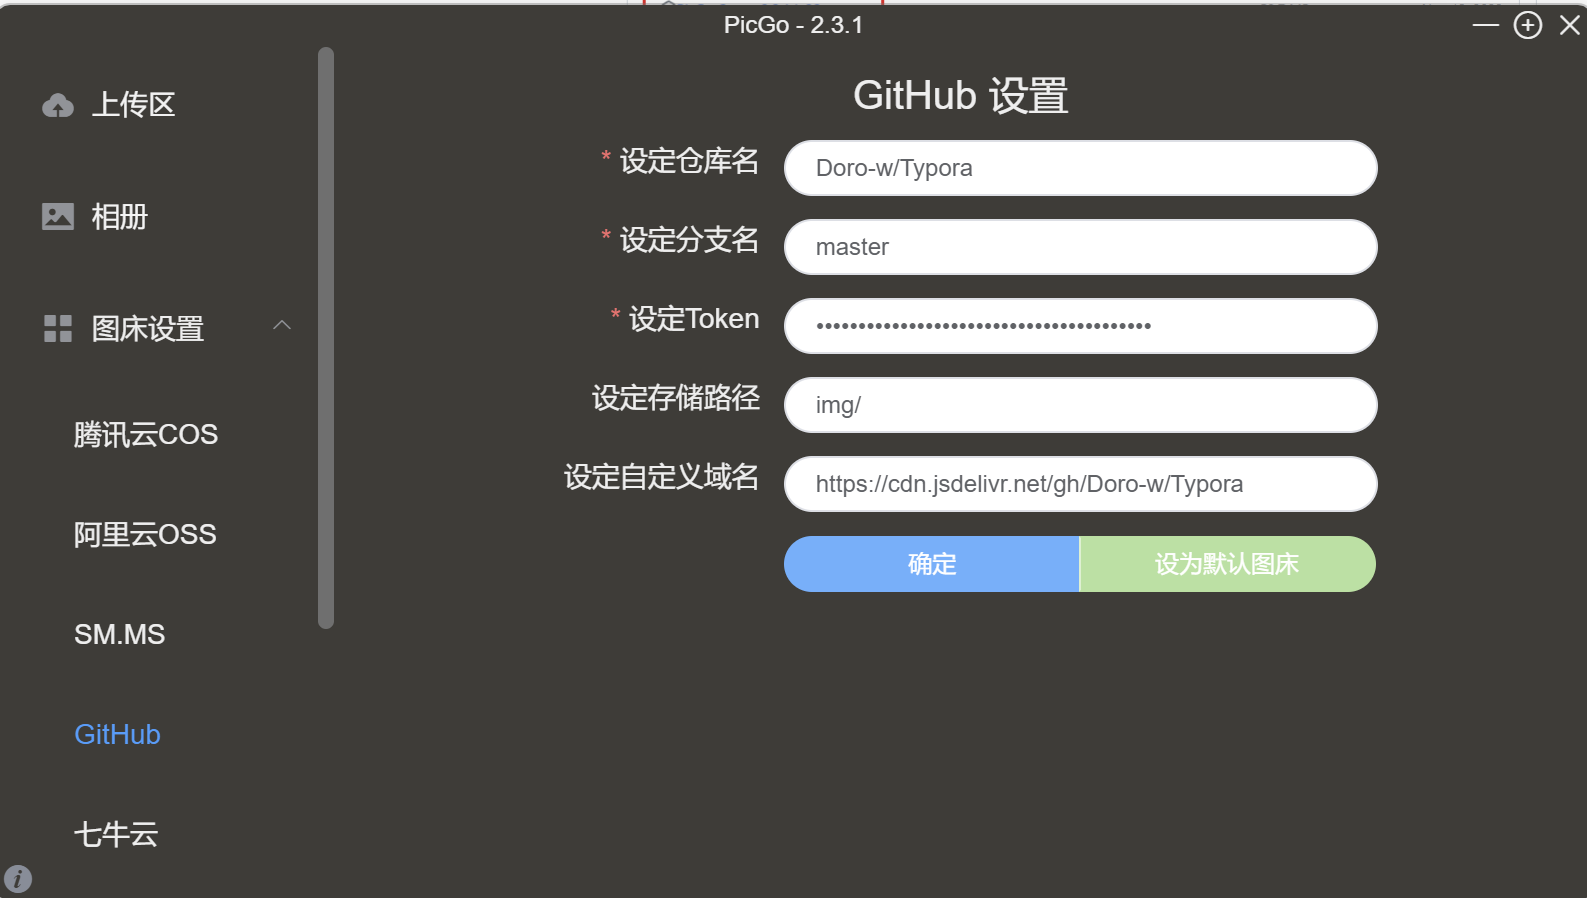 PicGo - 2.3.1
上传区
相册
图床设置
腾讯云COS
阿里云OSS
SM.MS
GitHub
七牛云
GitHub 设置
* 设定仓库名
Doro-w/Typora
* 设定分支名
master
* 设定Token
设定存储路径
img/
设定自定义域名
https://cdn.jsdelivr.net/gh/Doro-w/Typora
确定
设为默认图床